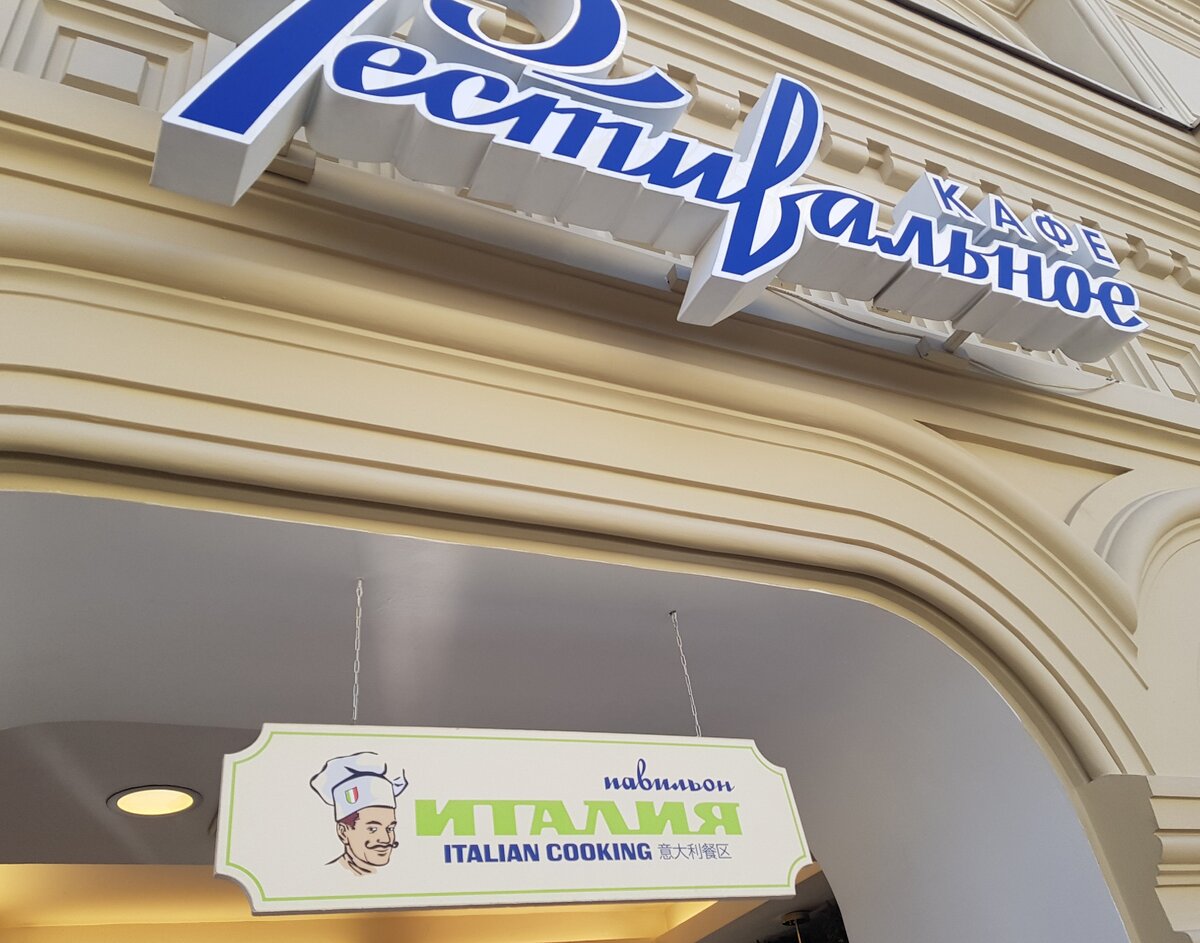 Фестивальное
КАФЕ
павильон
ИТАЛИЯ
ITALIAN COOKING 意大利餐区